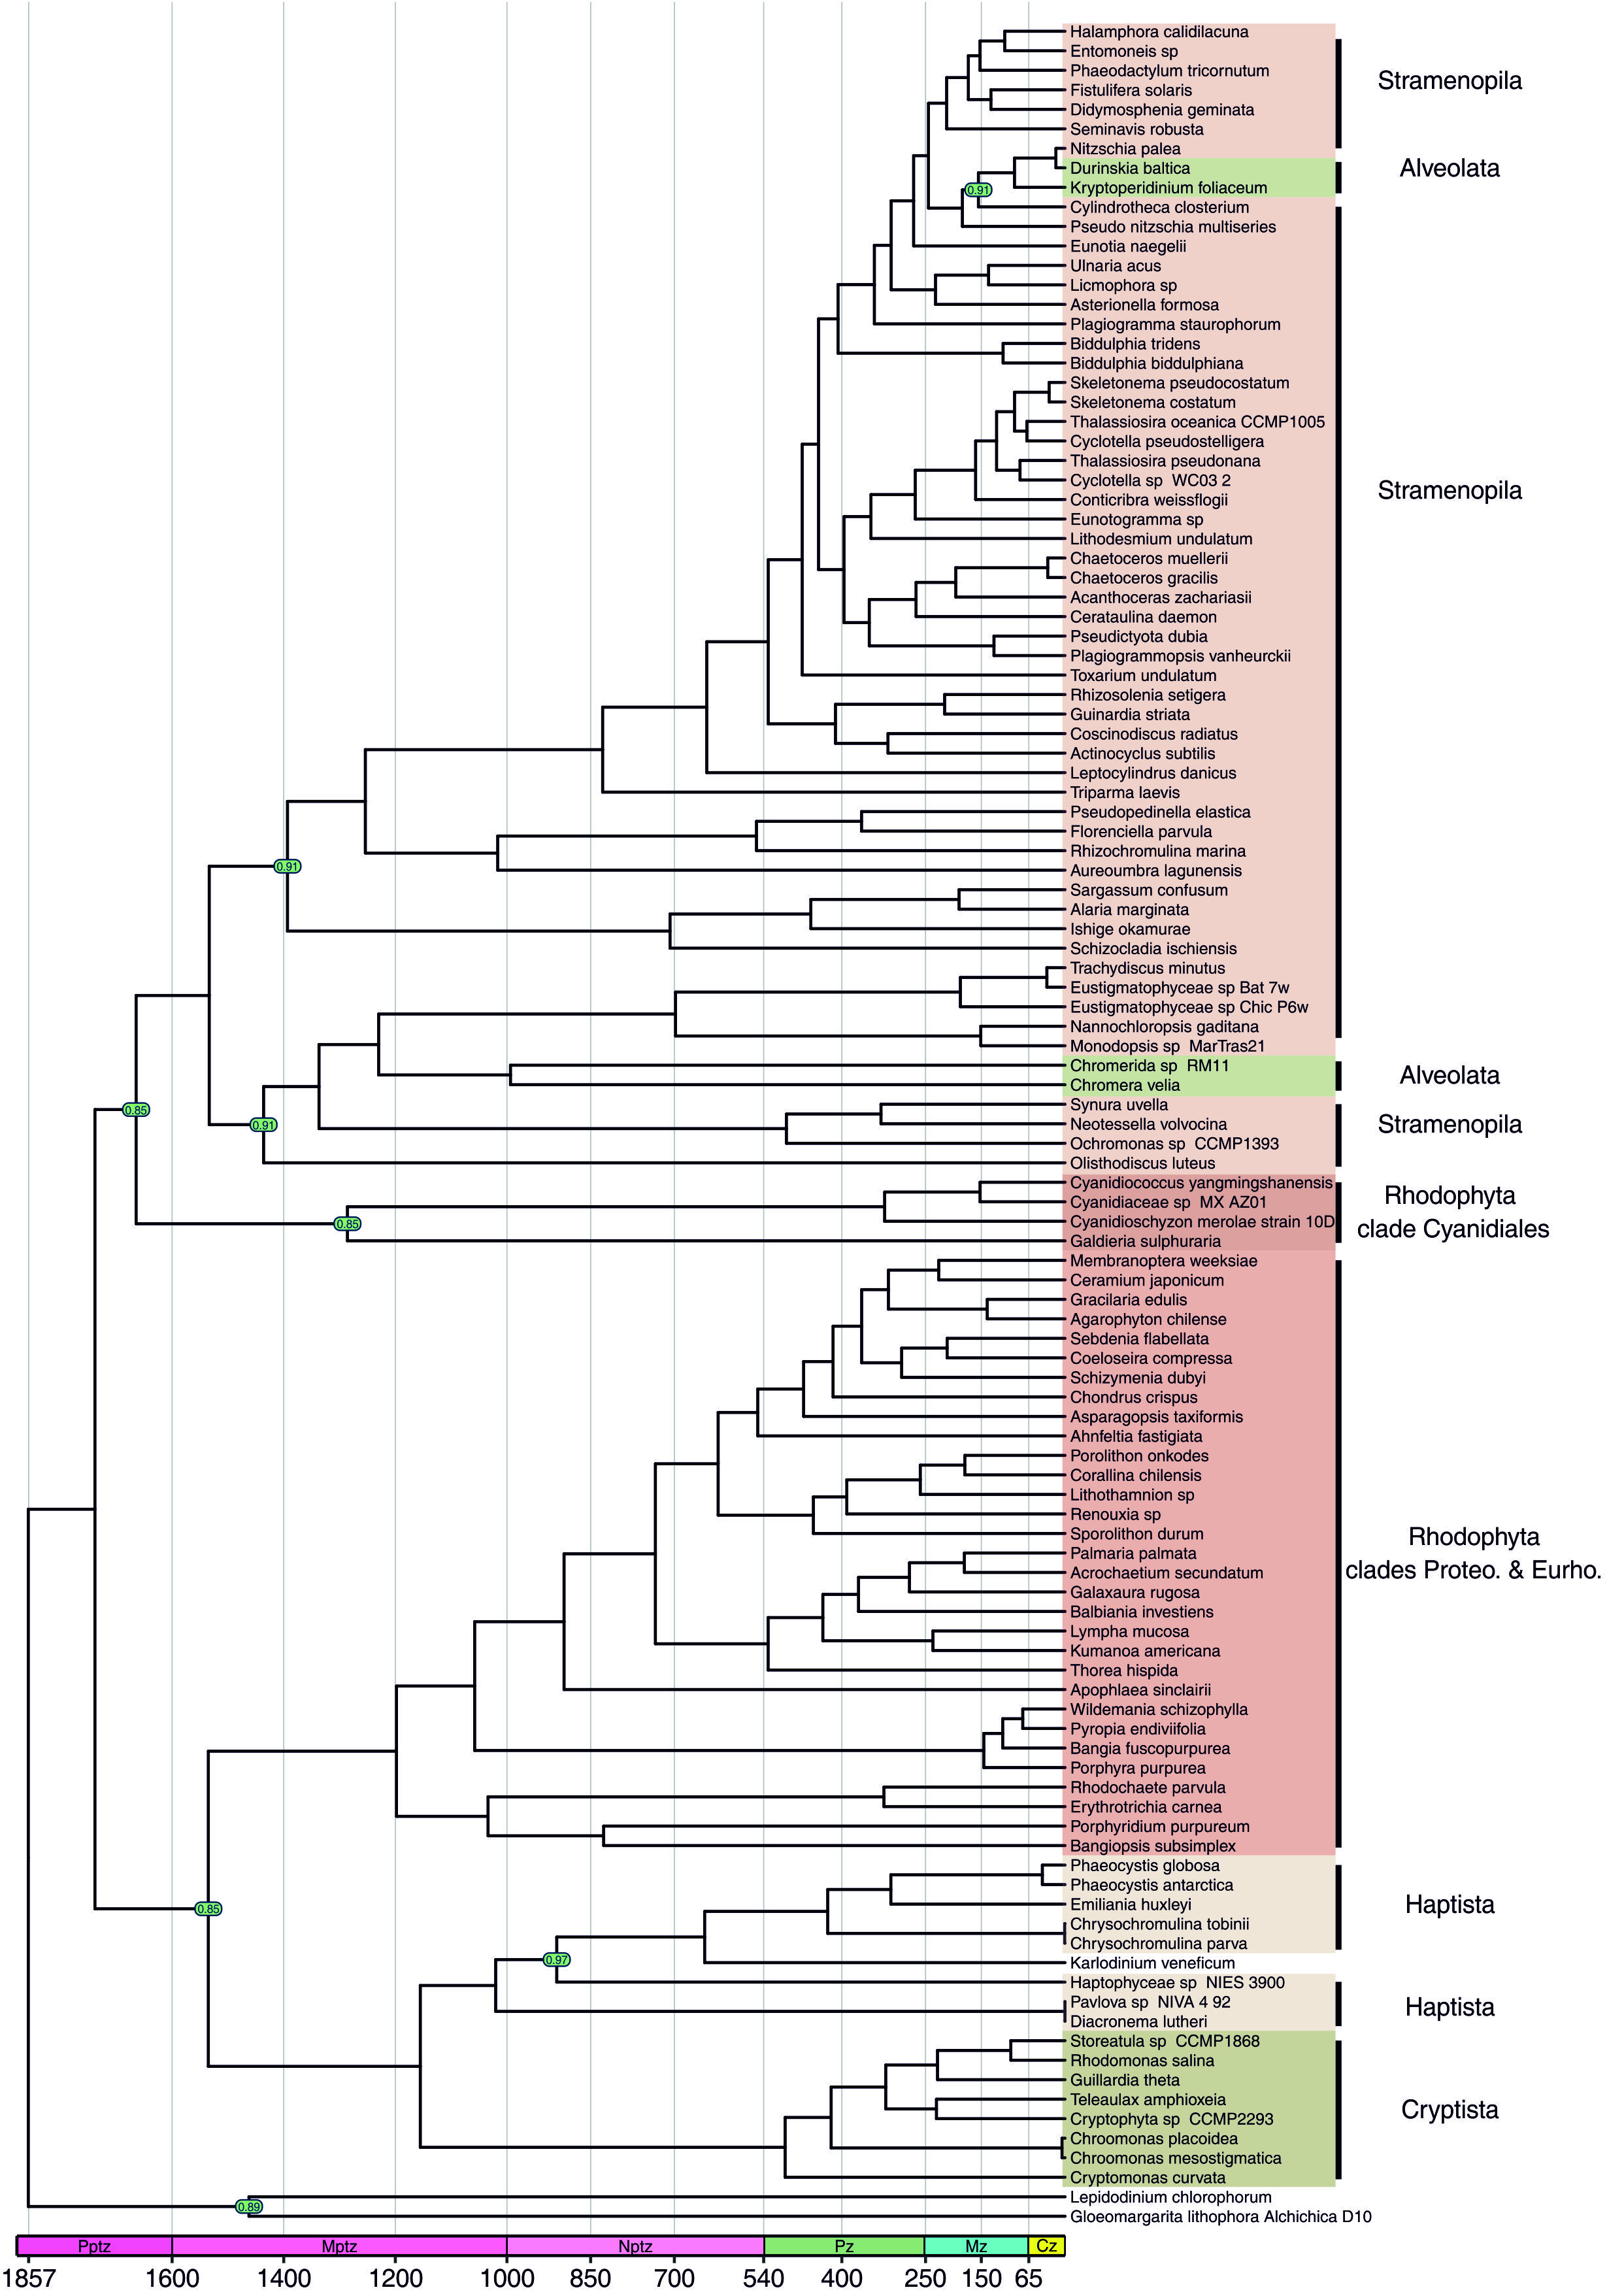 Halamphora calidilacuna
Entomoneis sp
Phaeodactylum tricornutum
Stramenopila
Fistulifera solaris
Didymosphenia geminata
Seminavis robusta
Nitzschia palea
Durinskia baltica
Alveolata
0.91
Kryptoperidinium foliaceum
Cylindrotheca closterium
Pseudo nitzschia multiseries
Eunotia naegelii
Ulnaria acus
Licmophora sp
Asterionella formosa
Plagiogramma staurophorum
Biddulphia tridens
Biddulphia biddulphiana
Skeletonema pseudocostatum
Skeletonema costatum
Thalassiosira oceanica CCMP1005
Cyclotella pseudostelligera
Thalassiosira pseudonana
Cyclotella sp WC03 2
Stramenopila
Conticribra weissflogii
Eunotogramma sp
Lithodesmium undulatum
Chaetoceros muellerii
Chaetoceros gracilis
Acanthoceras zachariasii
Cerataulina daemon
Pseudictyota dubia
Plagiogrammopsis vanheurckii
Toxarium undulatum
Rhizosolenia setigera
Guinardia striata
Coscinodiscus radiatus
Actinocyclus subtilis
Leptocylindrus danicus
Triparma laevis
Pseudopedinella elastica
Florenciella parvula
Rhizochromulina marina
0.91
Aureoumbra lagunensis
Sargassum confusum
Alaria marginata
Ishige okamurae
Schizocladia ischiensis
Trachydiscus minutus
Eustigmatophyceae sp Bat 7w
Eustigmatophyceae sp Chic P6w
Nannochloropsis gaditana
Monodopsis sp MarTras21
Chromerida sp RM11
Alveolata
Chromera velia
Synura uvella
0.85
Neotessella volvocina
0.91
Stramenopila
Ochromonas sp CCMP1393
Olisthodiscus luteus
Cyanidiococcus yangmingshanensis
Rhodophyta
Cyanidiaceae sp MX AZ01
Cyanidioschyzon merolae strain 10D
0.85
clade Cyanidiales
Galdieria sulphuraria
Membranoptera weeksiae
Ceramium japonicum
Gracilaria edulis
Agarophyton chilense
Sebdenia flabellata
Coeloseira compressa
Schizymenia dubyi
Chondrus crispus
Asparagopsis taxiformis
Ahnfeltia fastigiata
Porolithon onkodes
Corallina chilensis
Lithothamnion sp
Renouxia sp
Sporolithon durum
Rhodophyta
Palmaria palmata
Acrochaetium secundatum
clades Proteo. & Eurho.
Galaxaura rugosa
Balbiania investiens
Lympha mucosa
Kumanoa americana
Thorea hispida
Apophlaea sinclairii
Wildemania schizophylla
Pyropia endiviifolia
Bangia fuscopurpurea
Porphyra purpurea
Rhodochaete parvula
Erythrotrichia carnea
Porphyridium purpureum
Bangiopsis subsimplex
Phaeocystis globosa
Phaeocystis antarctica
Emiliania huxleyi
Haptista
0.85
Chrysochromulina tobinii
Chrysochromulina parva
0.97
Karlodinium veneficum
Haptophyceae sp NIES 3900
Pavlova sp NIVA 4 92
Haptista
Diacronema lutheri
Storeatula sp CCMP1868
Rhodomonas salina
Guillardia theta
Teleaulax amphioxeia
Cryptista
Cryptophyta sp CCMP2293
Chroomonas placoidea
Chroomonas mesostigmatica
Cryptomonas curvata
Lepidodinium chlorophorum
0.89
Gloeomargarita lithophora Alchichica D10
Pptz Mptz Nptz Pz Mz Cz
1857 1600 1400 1200 1000 850 700 540 400 250 150 65